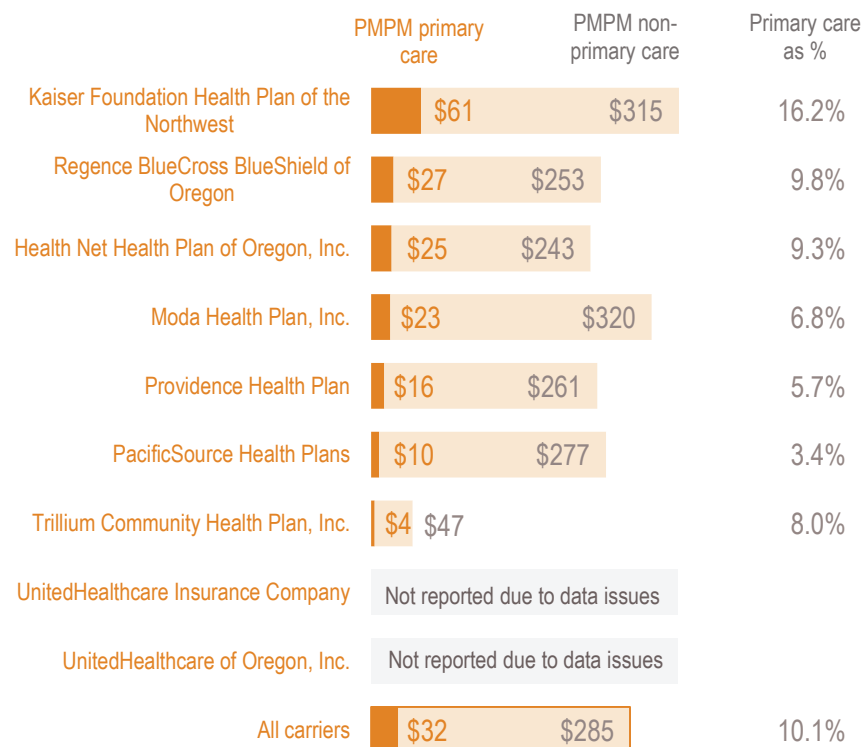 PMPM primary care
PMPM non-primary care
Primary care as %
Kaiser Foundation Health Plan of the Northwest
$61 $315 16.2%
Regence BlueCross BlueShield of Oregon
$27 $253 9.8%
Health Net Health Plan of Oregon, Inc. $25 $243 9.3%
Moda Health Plan, Inc. $23 $320 6.8%
Providence Health Plan $16 $261 5.7%
PacificSource Health Plans $10 $277 3.4%
Trillium Community Health Plan, Inc. $4 $47 8.0%
UnitedHealthcare Insurance Company Not reported due to data issues
UnitedHealthcare of Oregon, Inc. Not reported due to data issues
All carriers $32 $285 10.1%